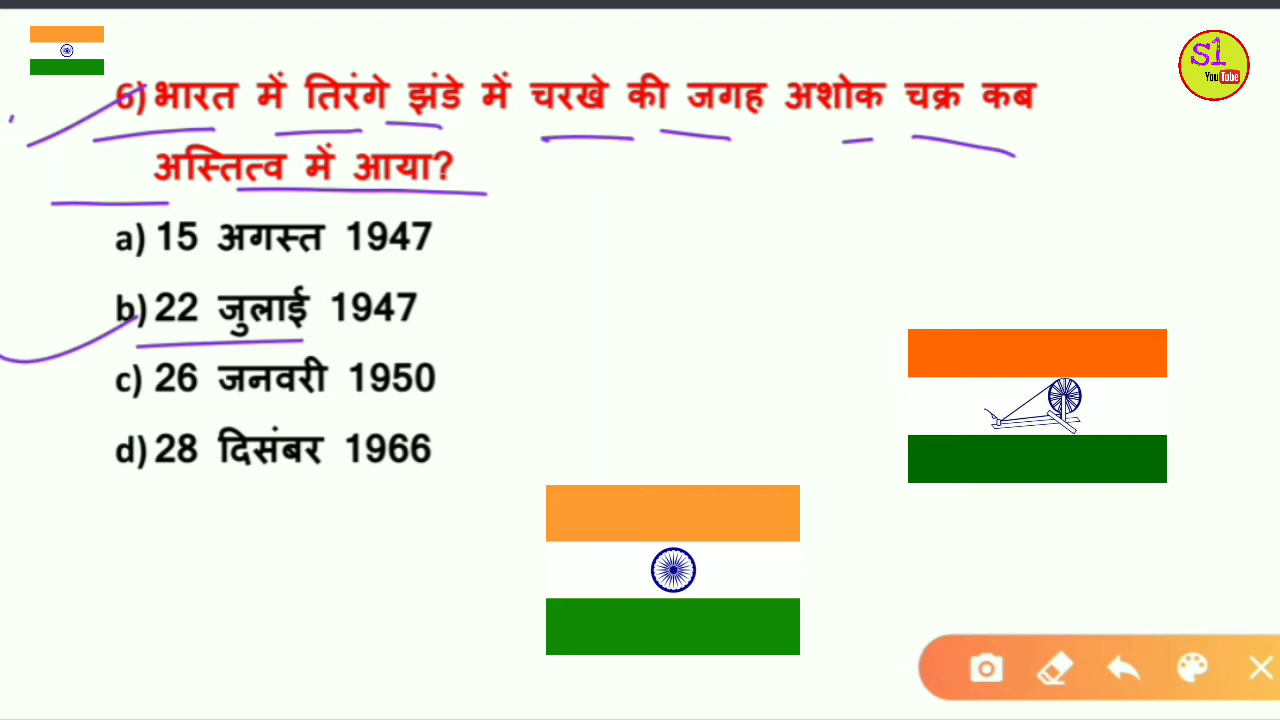 6) भारत में तिरंगे झंडे में चरखे की जगह अशोक चक्र कब
अस्तित्व में आया?
a) 15 अगस्त 1947
b) 22 जुलाई 1947
c) 26 जनवरी 1950
d) 28 दिसंबर 1966
S1
YouTube